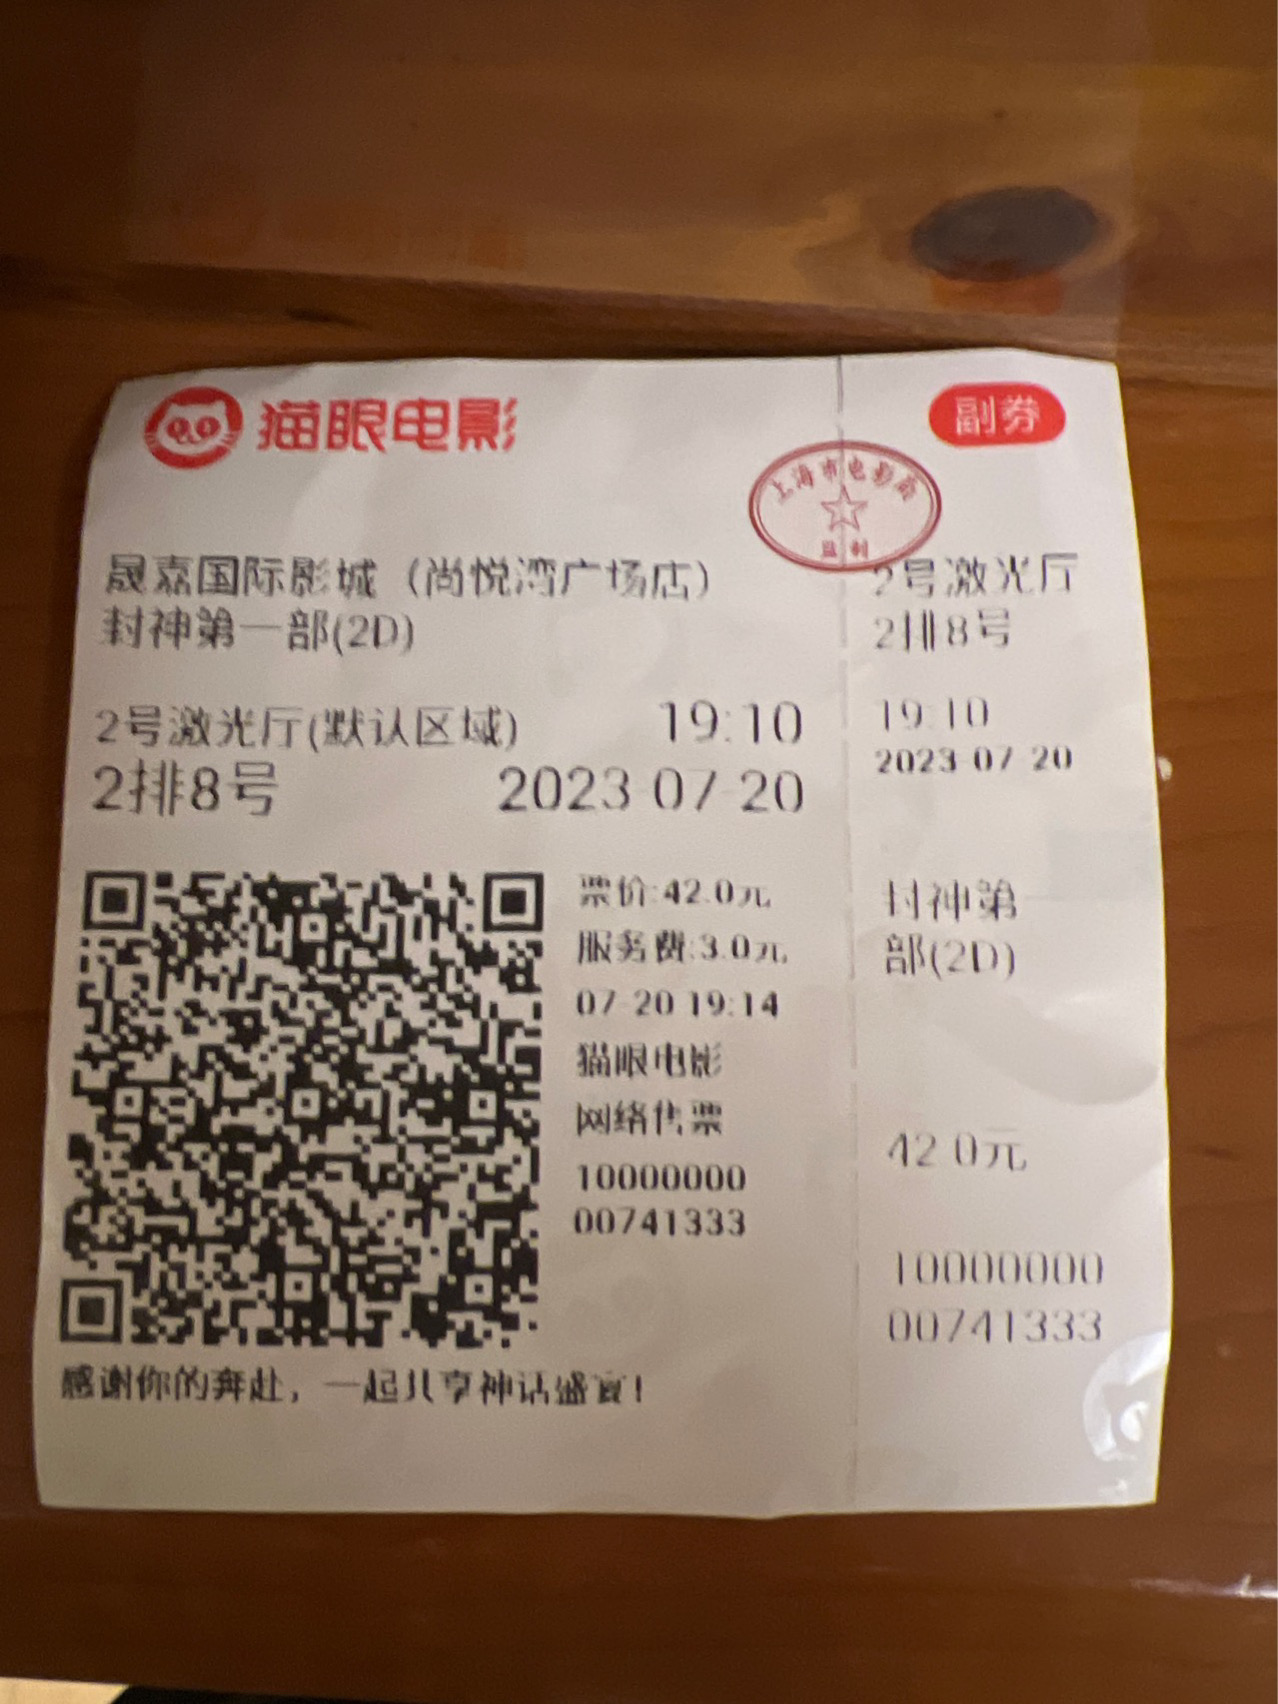 猫眼电影
副券
上海市电影局
监制
晟嘉国际影城（尚悦湾广场店）
封神第一部(2D)
2号激光厅(默认区域) 19:10
2排8号 2023-07-20
票价:42.0元
服务费:3.0元
07-20 19:14
猫眼电影
网络售票
10000000
00741333
感谢你的奔赴，一起共享神话盛宴！
2号激光厅
2排8号
19:10
2023-07-20
封神第一
部(2D)
42.0元
10000000
00741333